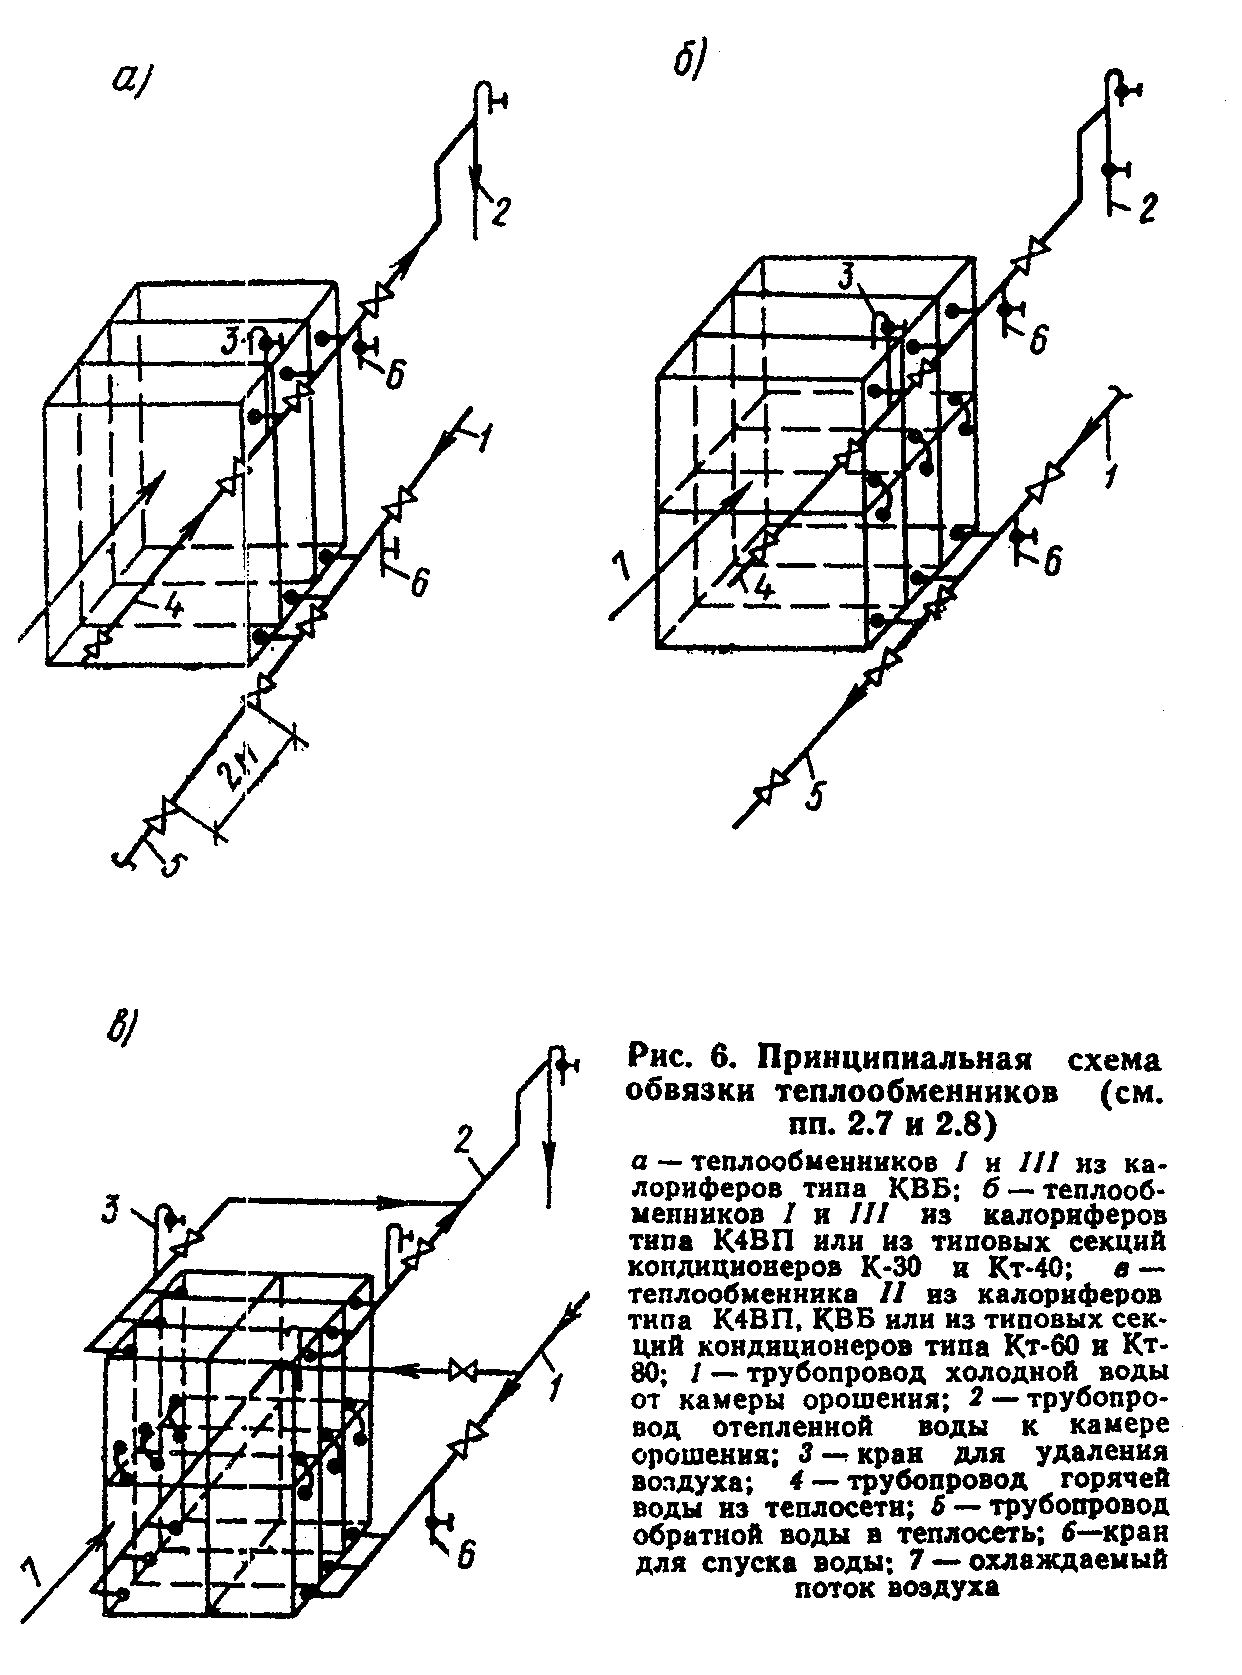 а)
2
3
6
1
4
6
2м
5
б)
2
3
6
1
7
4
6
5
в)
2
3
1
7
6
Рис. 6. Принципиальная схема
обвязки теплообменников (см.
пп. 2.7 и 2.8)
а — теплообменников I и III из ка-
лориферов типа КВБ; б — теплооб-
менников I и III из калориферов
типа К4ВП или из типовых секций
кондиционеров К-30 и Кт-40; в —
теплообменника II из калориферов
типа К4ВП, КВБ или из типовых сек-
ций кондиционеров типа Кт-60 и Кт-
80; 1 — трубопровод холодной воды
от камеры орошения; 2 — трубопро-
вод отепленной воды к камере
орошения; 3 — кран для удаления
воздуха; 4 — трубопровод горячей
воды из теплосети; 5 — трубопровод
обратной воды в теплосеть; 6—кран
для спуска воды; 7 — охлаждаемый
поток воздуха